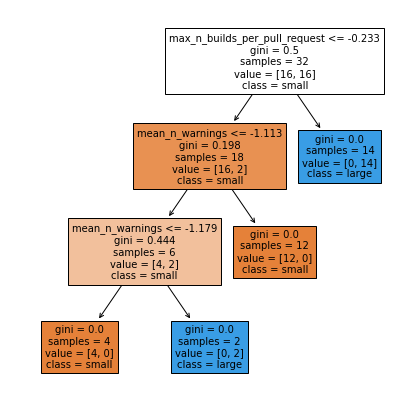 max_n_builds_per_pull_request <= -0.233
gini = 0.5
samples = 32
value = [16, 16]
class = small
mean_n_warnings <= -1.113
gini = 0.198
samples = 18
value = [16, 2]
class = small
gini = 0.0
samples = 14
value = [0, 14]
class = large
mean_n_warnings <= -1.179
gini = 0.444
samples = 6
value = [4, 2]
class = small
gini = 0.0
samples = 12
value = [12, 0]
class = small
gini = 0.0
samples = 4
value = [4, 0]
class = small
gini = 0.0
samples = 2
value = [0, 2]
class = large